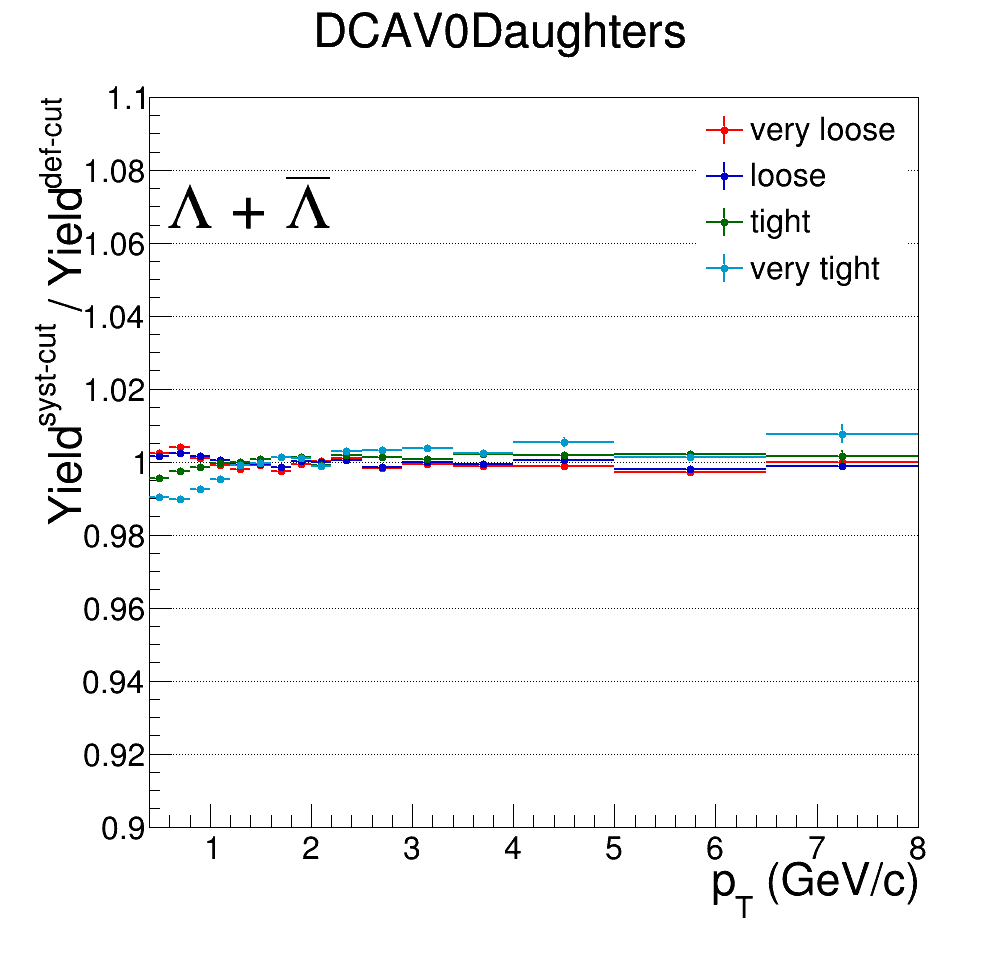 DCAV0Daughters
Yield^syst-cut / Yield^def-cut
Λ + Λ̅
very loose
loose
tight
very tight
1.1
1.08
1.06
1.04
1.02
1
0.98
0.96
0.94
0.92
0.9
1 2 3 4 5 6 7 8
p_T (GeV/c)